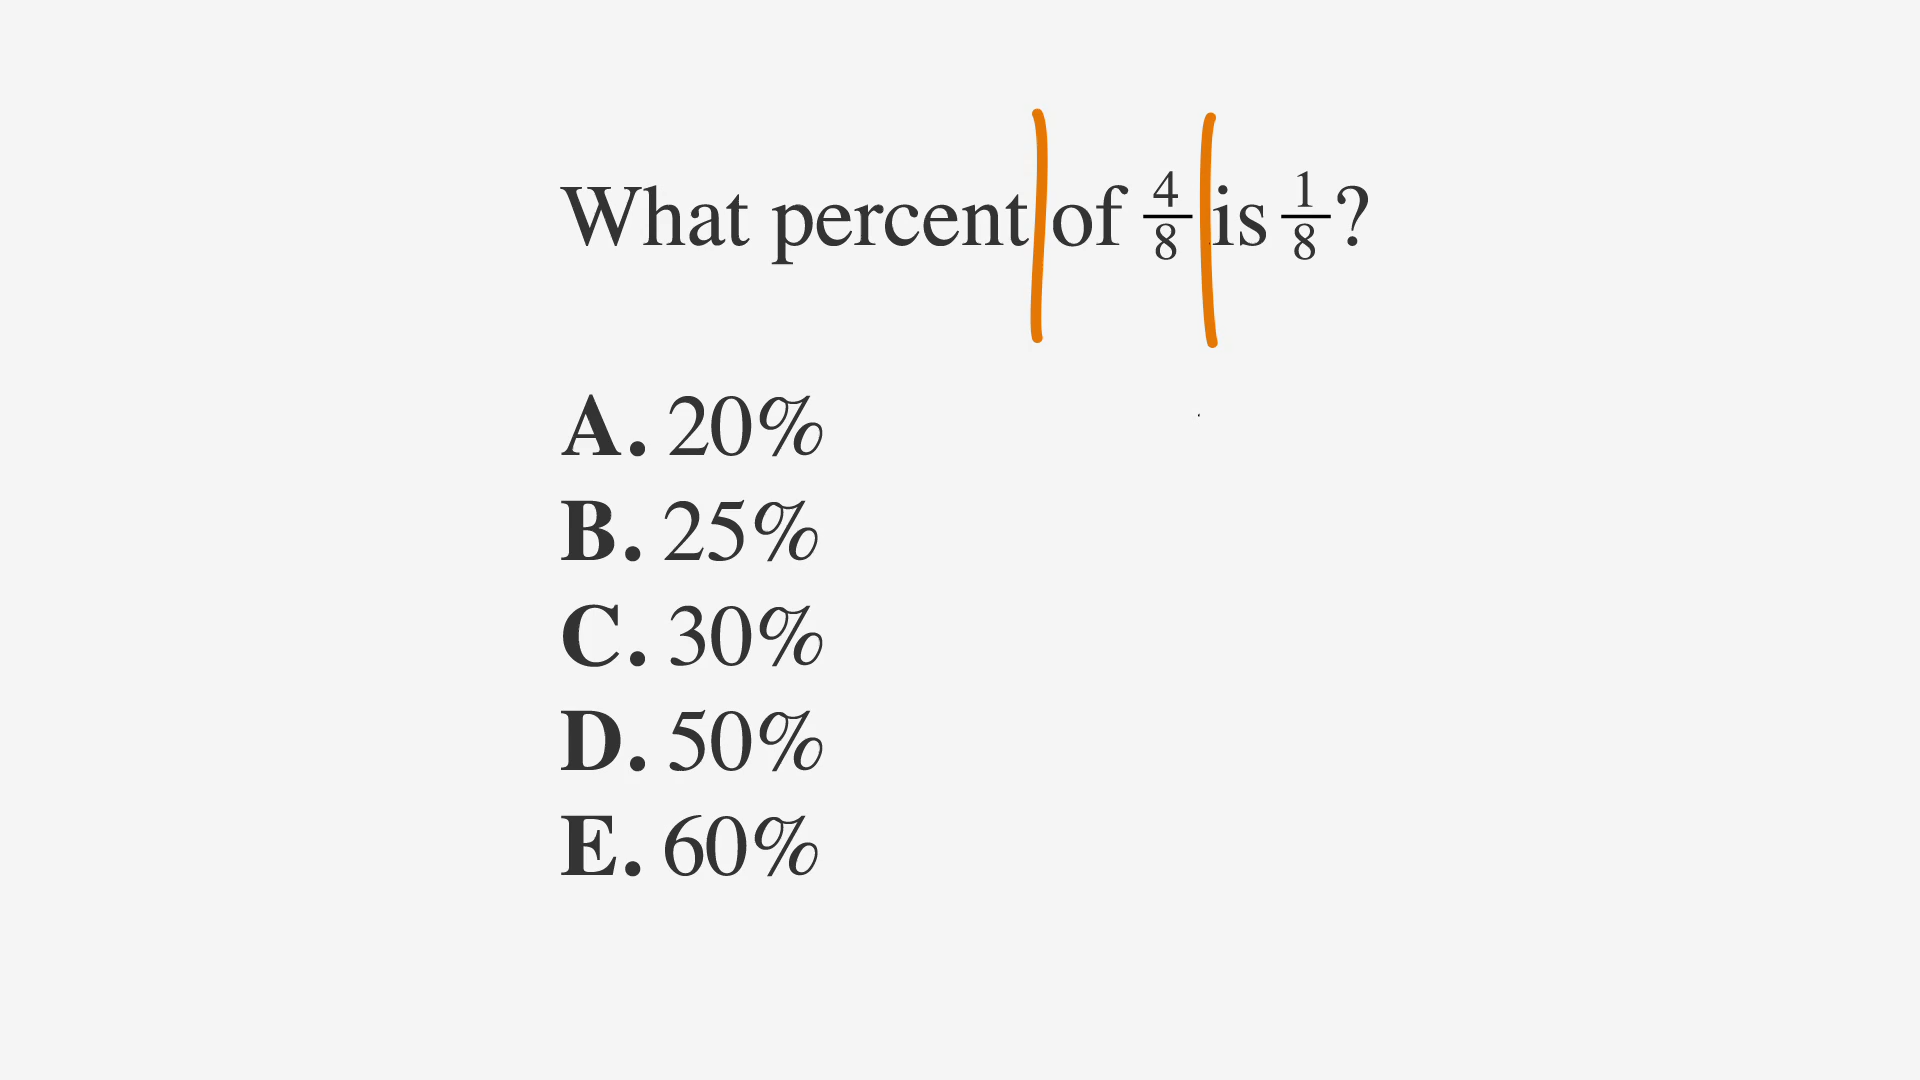 What percent of 4/8 is 1/8?
A. 20%
B. 25%
C. 30%
D. 50%
E. 60%